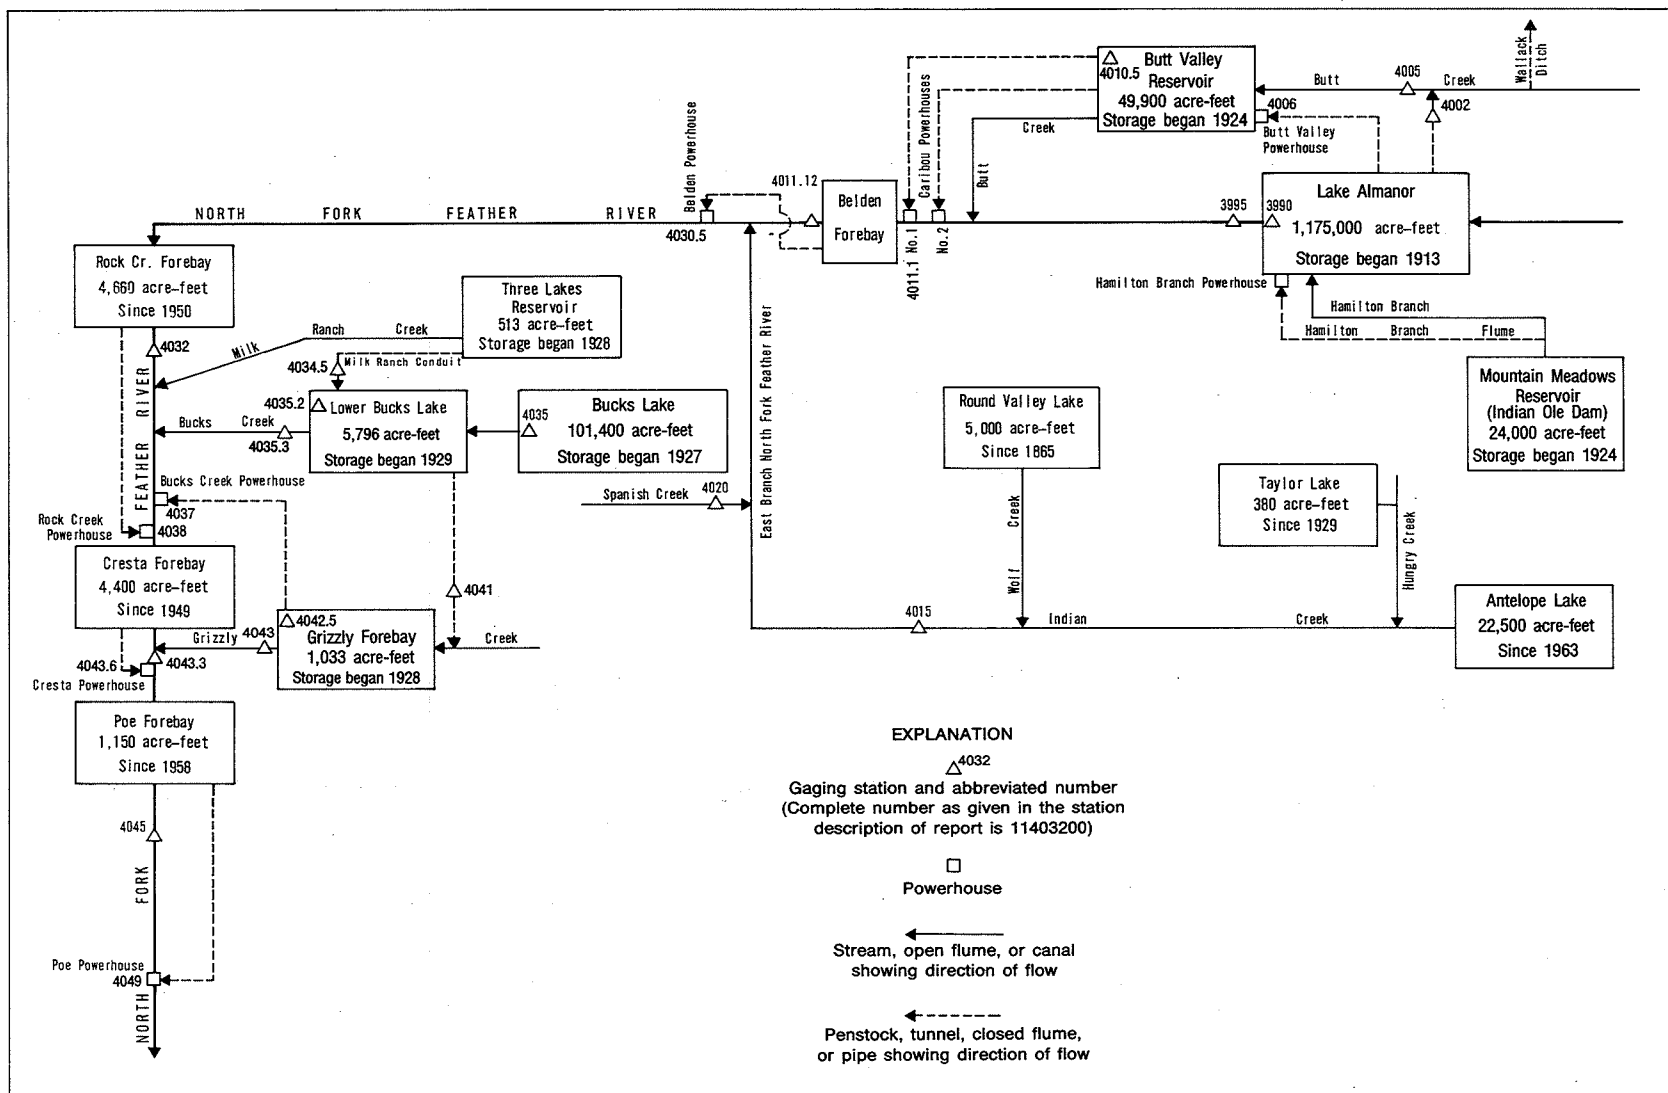 Wallack
Ditch
Butt Valley
Reservoir
49,900 acre-feet
Storage began 1924
4010.5
Butt
4005
Creek
4002
4006
Butt Valley
Powerhouse
Creek
Butt
Caribou Powerhouses
4011.1 No.1
No.2
Belden Powerhouse
4011.12
Belden
Forebay
3995
3990
Lake Almanor
1,175,000 acre-feet
Storage began 1913
NORTH FORK FEATHER RIVER
4030.5
Rock Cr. Forebay
4,660 acre-feet
Since 1950
Hamilton Branch Powerhouse
Hamilton Branch
Hamilton Branch Flume
Three Lakes
Reservoir
513 acre-feet
Storage began 1928
Milk Ranch Creek
4032
4034.5
Milk Ranch Conduit
Mountain Meadows
Reservoir
(Indian Ole Dam)
24,000 acre-feet
Storage began 1924
4035.2
Lower Bucks Lake
5,796 acre-feet
Storage began 1929
4035
Bucks Lake
101,400 acre-feet
Storage began 1927
Bucks Creek
4035.3
Round Valley Lake
5,000 acre-feet
Since 1865
East Branch North Fork Feather River
Spanish Creek
4020
Taylor Lake
380 acre-feet
Since 1929
Hungry Creek
Wolf Creek
Bucks Creek Powerhouse
4037
Rock Creek
Powerhouse
4038
Cresta Forebay
4,400 acre-feet
Since 1949
4041
4042.5
Grizzly Forebay
1,033 acre-feet
Storage began 1928
Creek
Grizzly
4043
4043.3
4043.6
Cresta Powerhouse
4015
Indian Creek
Antelope Lake
22,500 acre-feet
Since 1963
Poe Forebay
1,150 acre-feet
Since 1958
4045
Poe Powerhouse
4049
NORTH FORK FEATHER RIVER
EXPLANATION
4032
Gaging station and abbreviated number
(Complete number as given in the station
description of report is 11403200)
Powerhouse
Stream, open flume, or canal
showing direction of flow
Penstock, tunnel, closed flume,
or pipe showing direction of flow